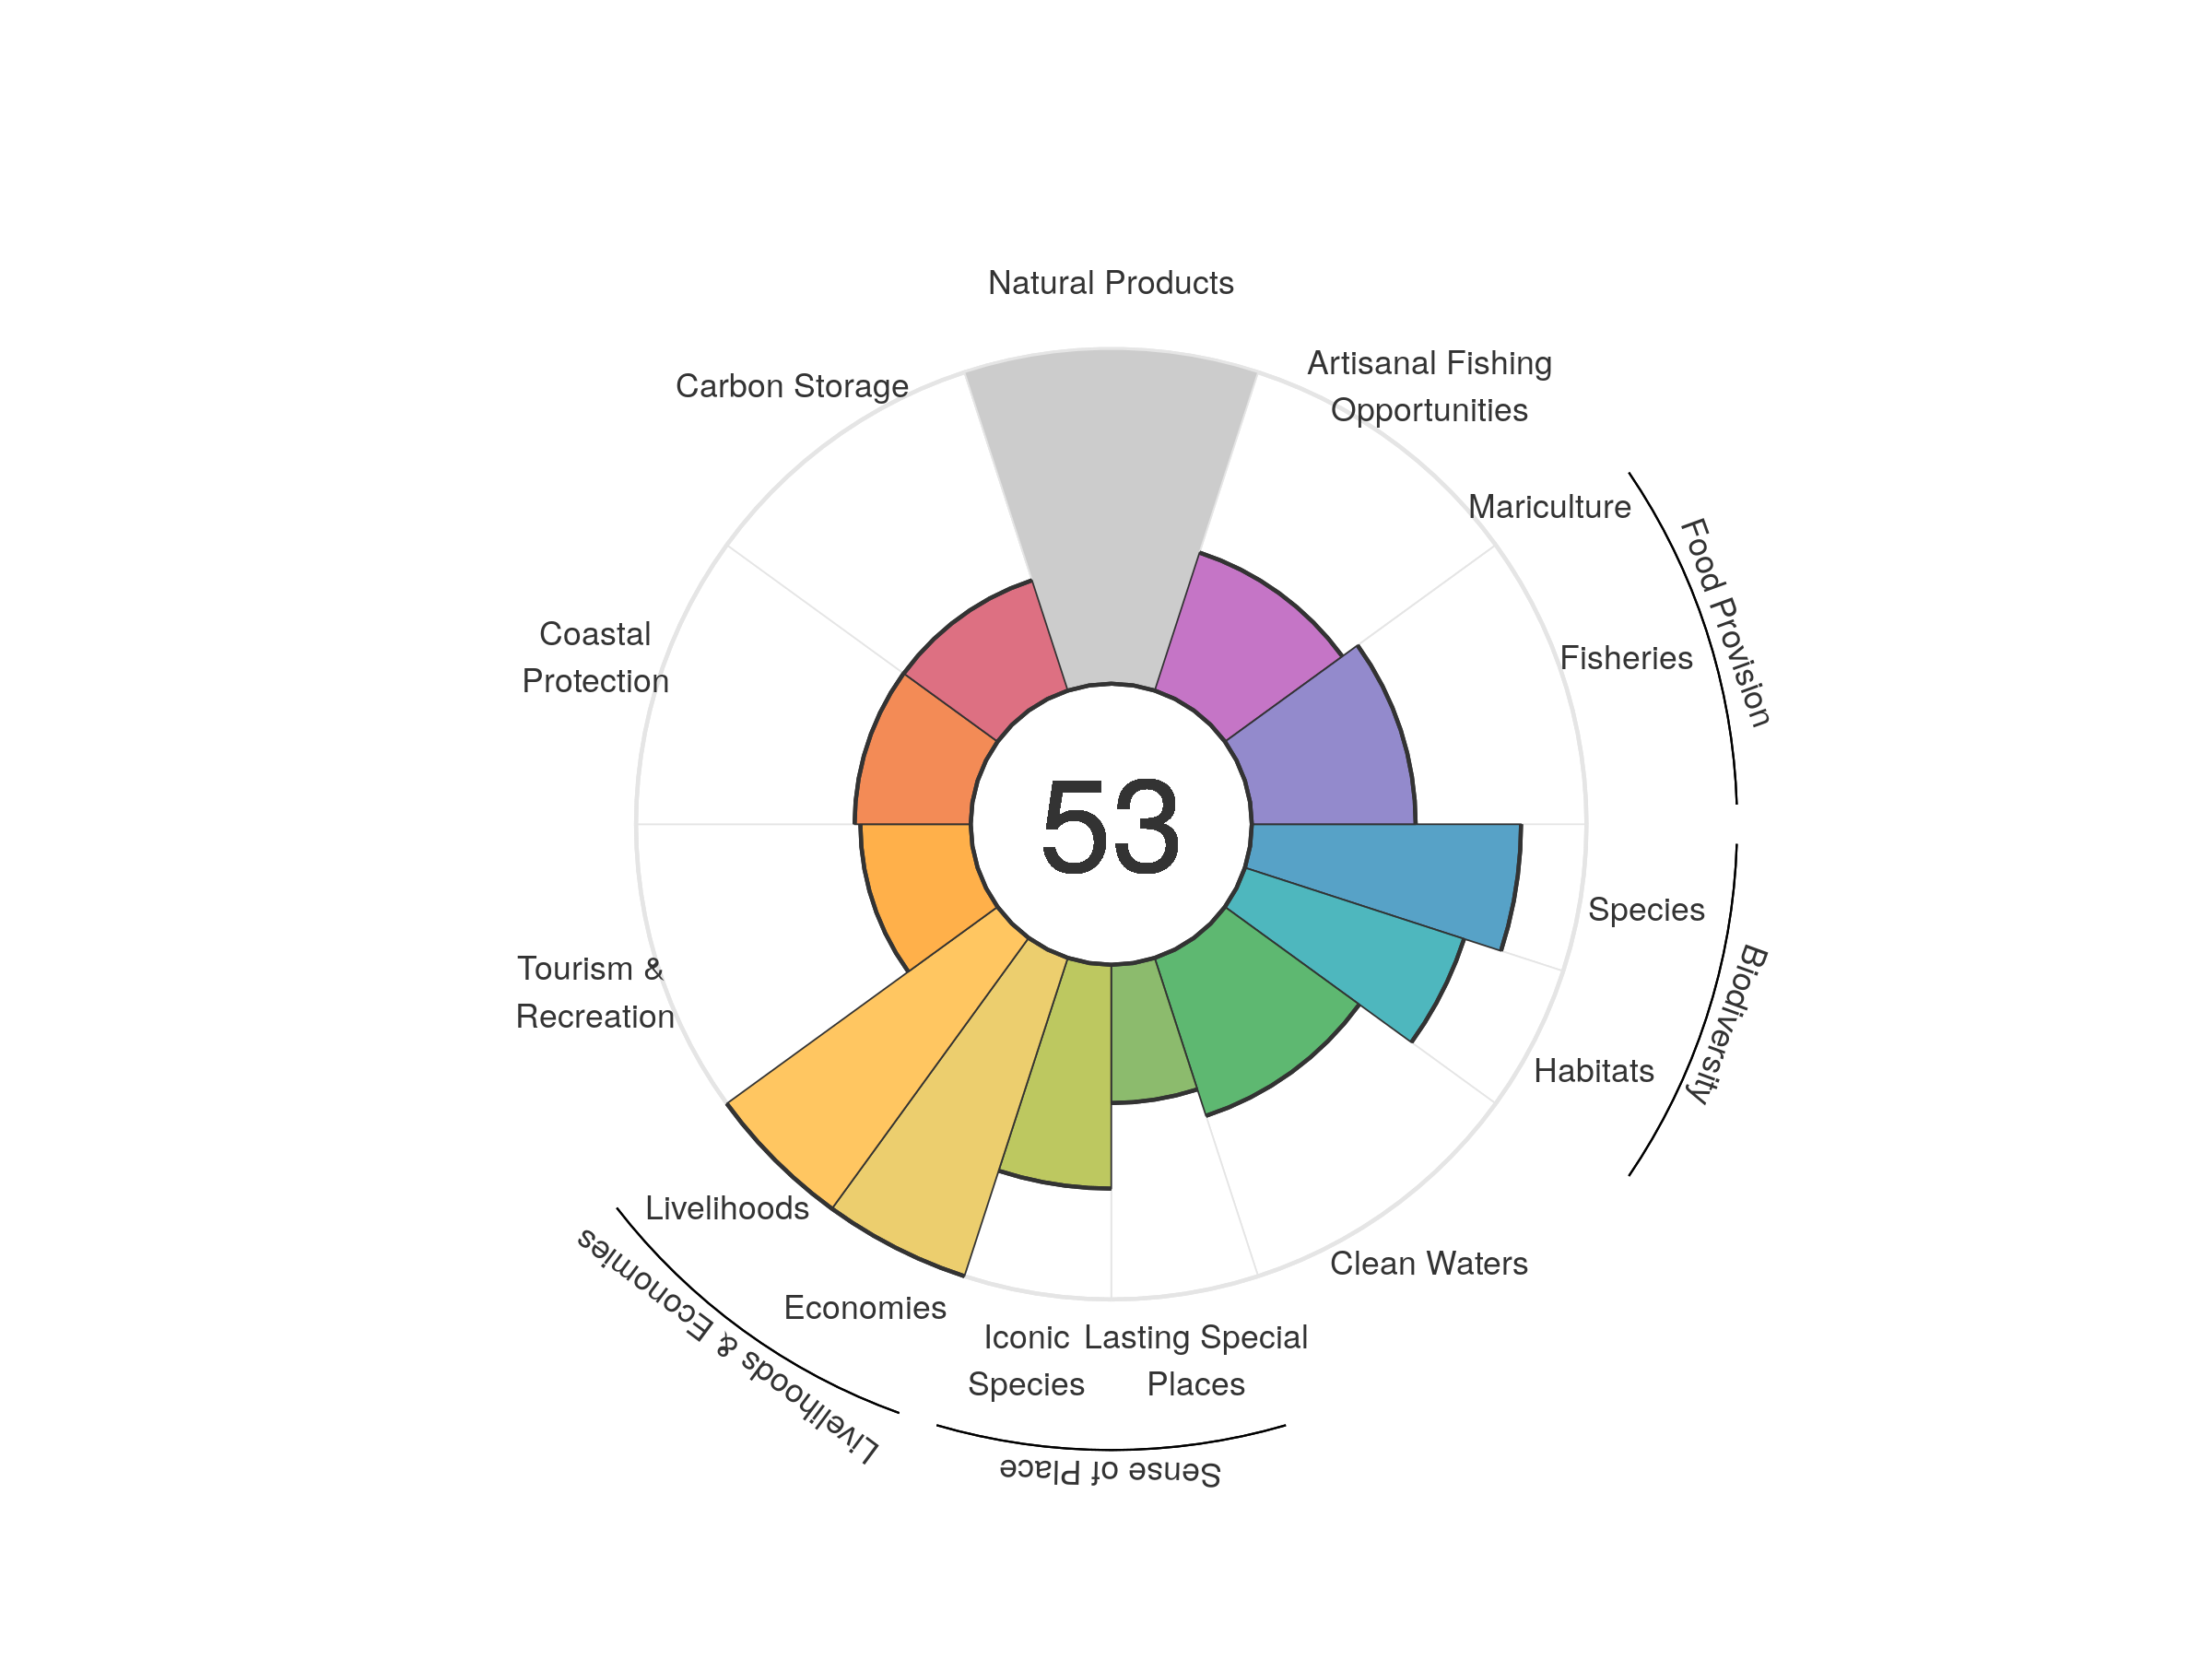 Natural Products
Artisanal Fishing
Opportunities
Carbon Storage
Mariculture
Food Provision
Fisheries
Coastal
Protection
53
Species
Biodiversity
Tourism &
Recreation
Habitats
Livelihoods
Clean Waters
Economies
Livelihoods & Economies
Iconic
Species
Lasting Special
Places
Sense of Place